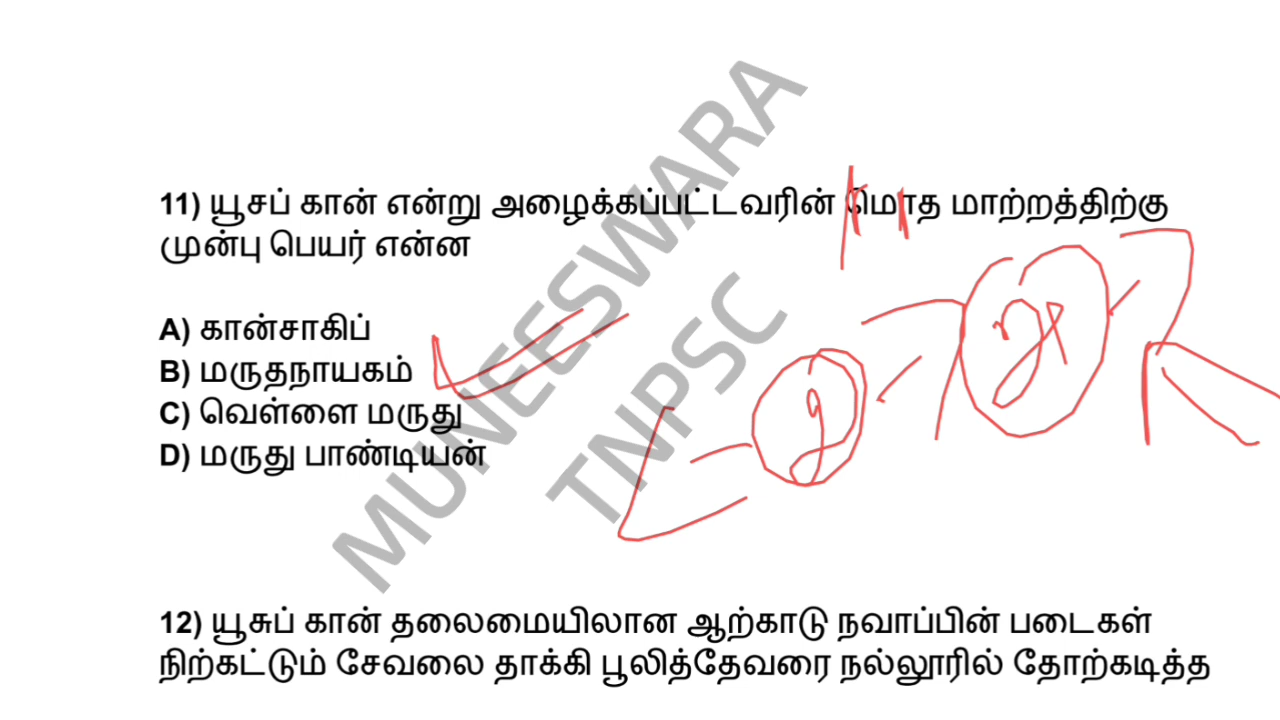 11) யூசப் கான் என்று அழைக்கப்பட்டவரின் மொத மாற்றத்திற்கு
முன்பு பெயர் என்ன
A) கான்சாகிப்
B) மருதநாயகம்
C) வெள்ளை மருது
D) மருது பாண்டியன்
MUNEESWARA
TNPSC
12) யூசுப் கான் தலைமையிலான ஆற்காடு நவாப்பின் படைகள்
நிற்கட்டும் சேவலை தாக்கி பூலித்தேவரை நல்லூரில் தோற்கடித்த